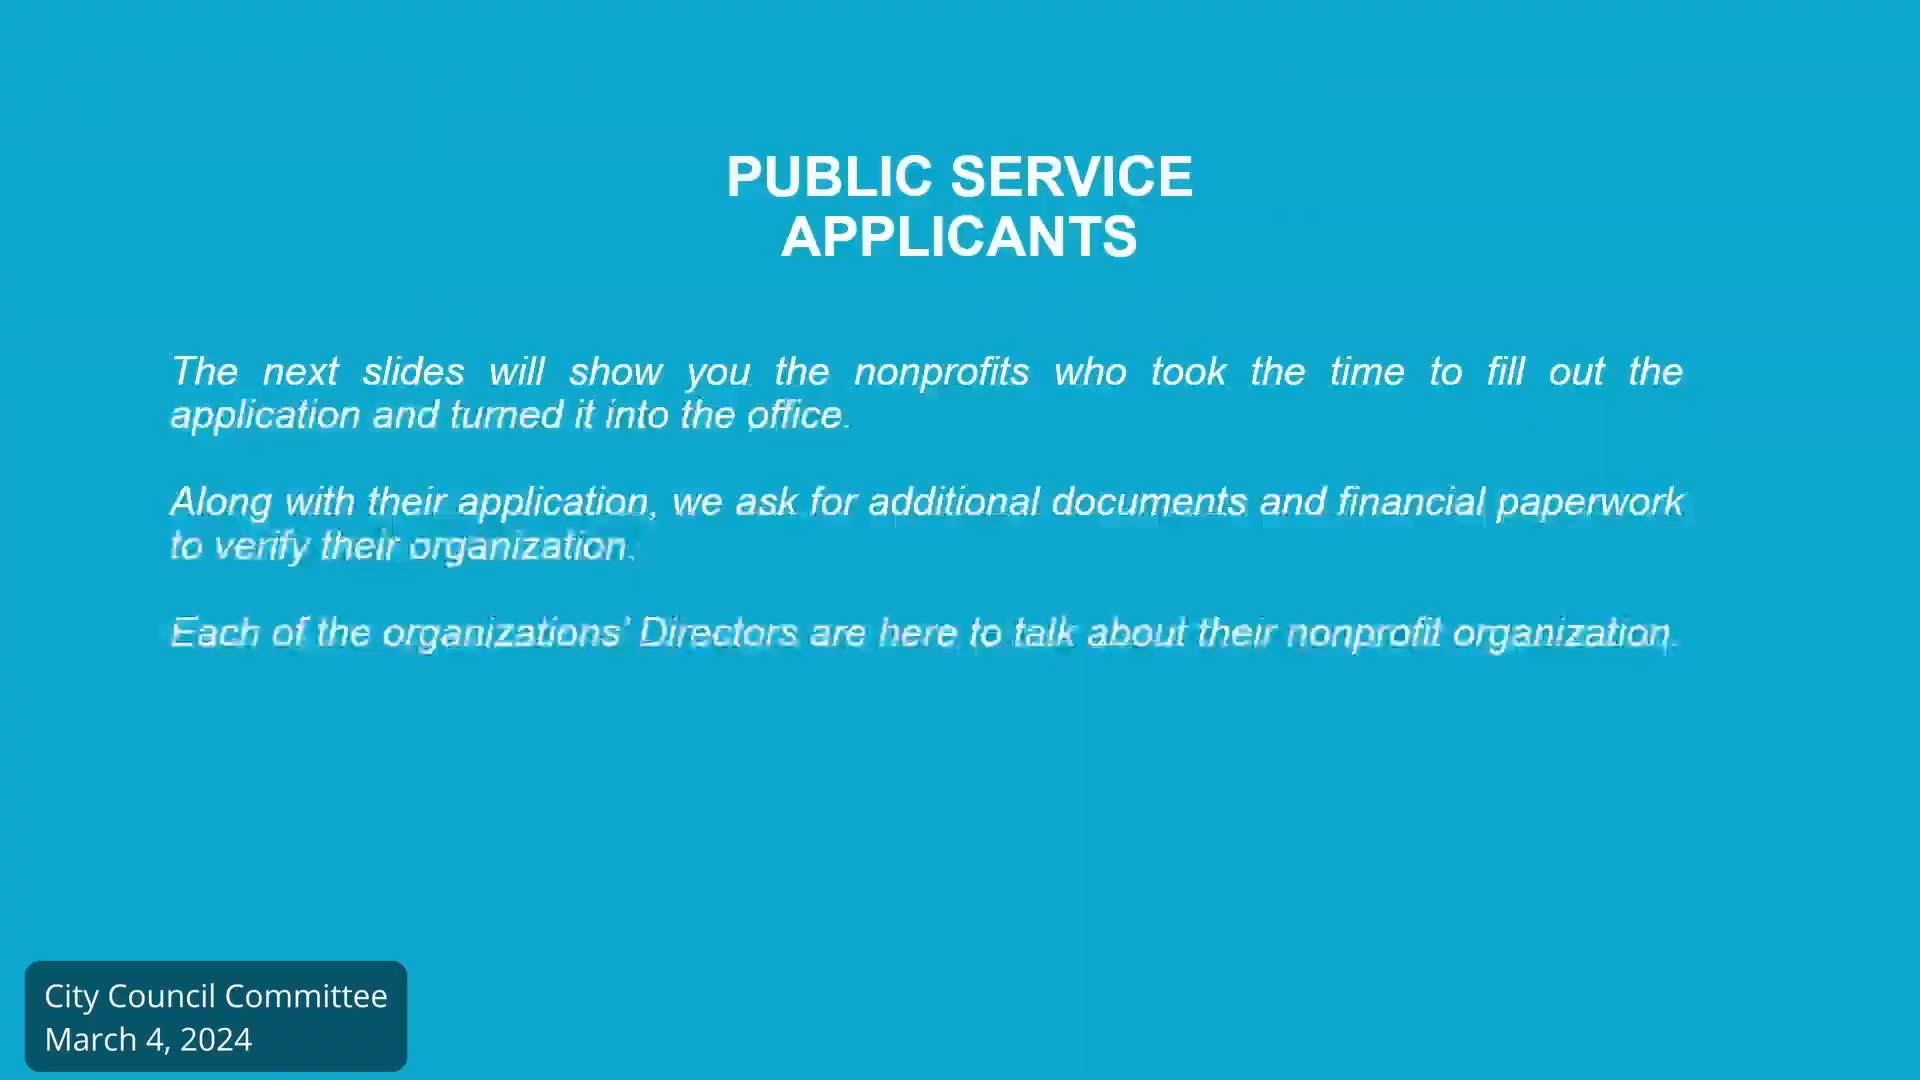 PUBLIC SERVICE
APPLICANTS
The next slides will show you the nonprofits who took the time to fill out the
application and turned it into the office.
Along with their application, we ask for additional documents and financial paperwork
to verify their organization.
Each of the organizations' Directors are here to talk about their nonprofit organization.
City Council Committee
March 4, 2024